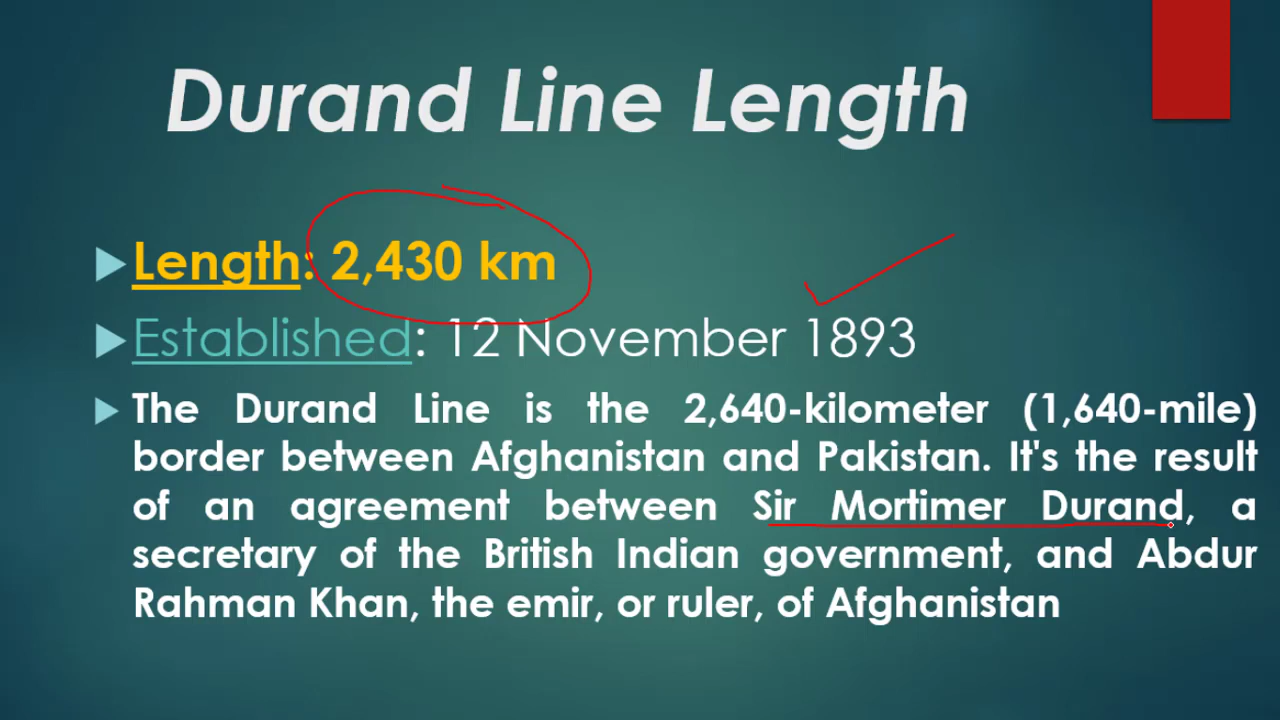 Durand Line Length
Length: 2,430 km
Established: 12 November 1893
The Durand Line is the 2,640-kilometer (1,640-mile)
border between Afghanistan and Pakistan. It's the result
of an agreement between Sir Mortimer Durand, a
secretary of the British Indian government, and Abdur
Rahman Khan, the emir, or ruler, of Afghanistan